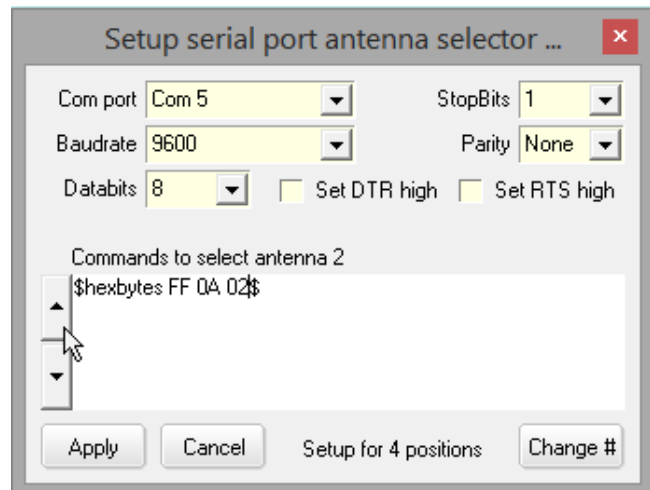 Setup serial port antenna selector ...
Com port Com 5 StopBits 1
Baudrate 9600 Parity None
Databits 8 Set DTR high Set RTS high
Commands to select antenna 2
$hexbytes FF 0A 02$
Apply Cancel Setup for 4 positions Change #